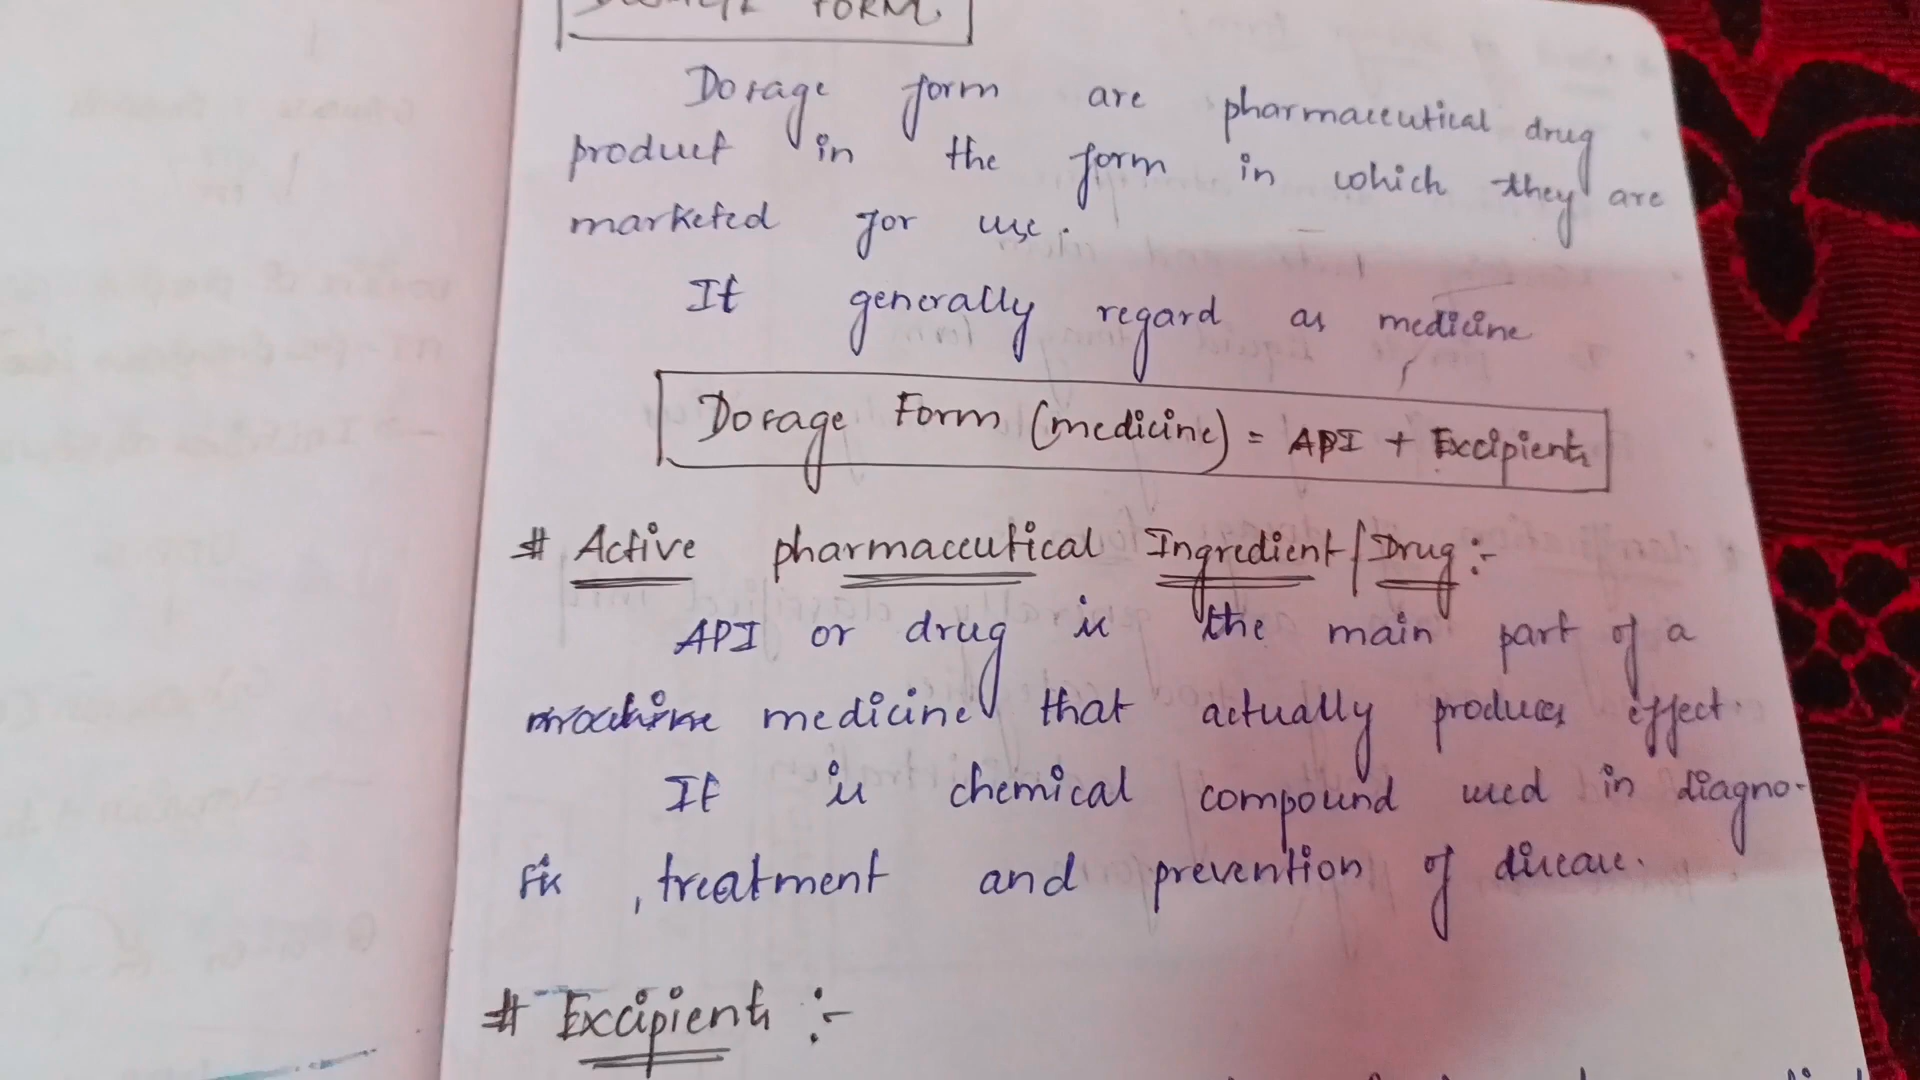 FORM.
Dosage form are pharmaceutical drug
product in the form in which they are
marketed for use.
It generally regard as medicine
Dosage Form (medicine) = API + Excipients
# Active pharmaceutical Ingredient / Drug :-
API or drug is the main part of a
medicine that actually produces effect.
It is chemical compound used in diagno-
sis , treatment and prevention of disease.
# Excipients :-